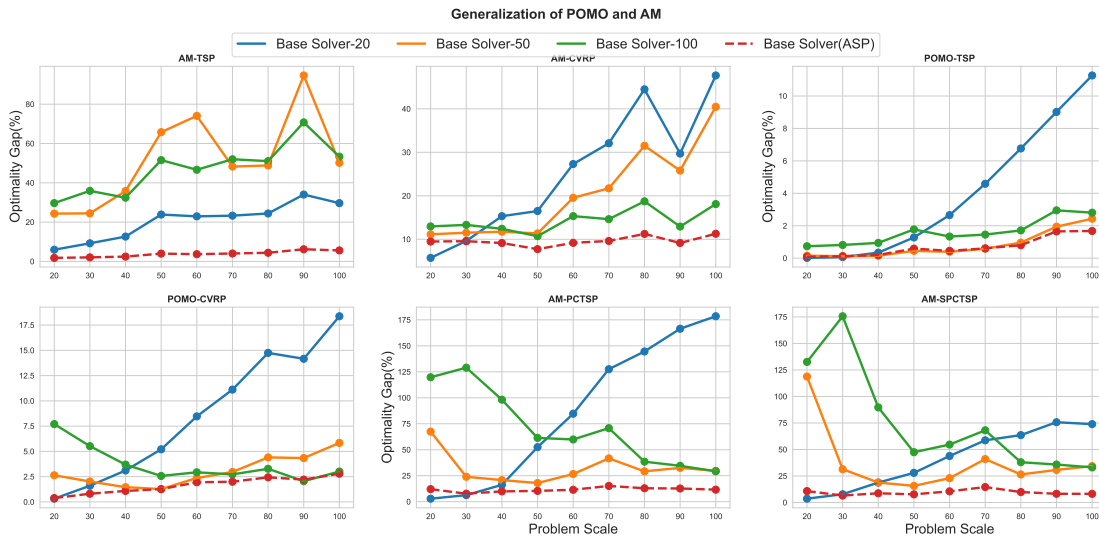 Generalization of POMO and AM
Base Solver-20 Base Solver-50 Base Solver-100 Base Solver(ASP)
AM-TSP
Optimality Gap(%)
80
60
40
20
0
20 30 40 50 60 70 80 90 100
AM-CVRP
40
30
20
10
20 30 40 50 60 70 80 90 100
POMO-TSP
Optimality Gap(%)
10
8
6
4
2
0
20 30 40 50 60 70 80 90 100
POMO-CVRP
17.5
15.0
12.5
10.0
7.5
5.0
2.5
0.0
20 30 40 50 60 70 80 90 100
AM-PCTSP
Optimality Gap(%)
175
150
125
100
75
50
25
0
20 30 40 50 60 70 80 90 100
Problem Scale
AM-SPCTSP
175
150
125
100
75
50
25
0
20 30 40 50 60 70 80 90 100
Problem Scale